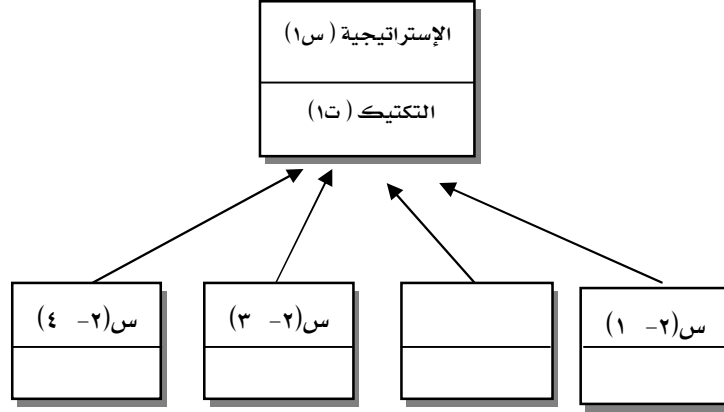 الإستراتيجية (س١)
التكتيك (ت١)
س(٢- ١)
س(٢- ٣)
س(٢- ٤)